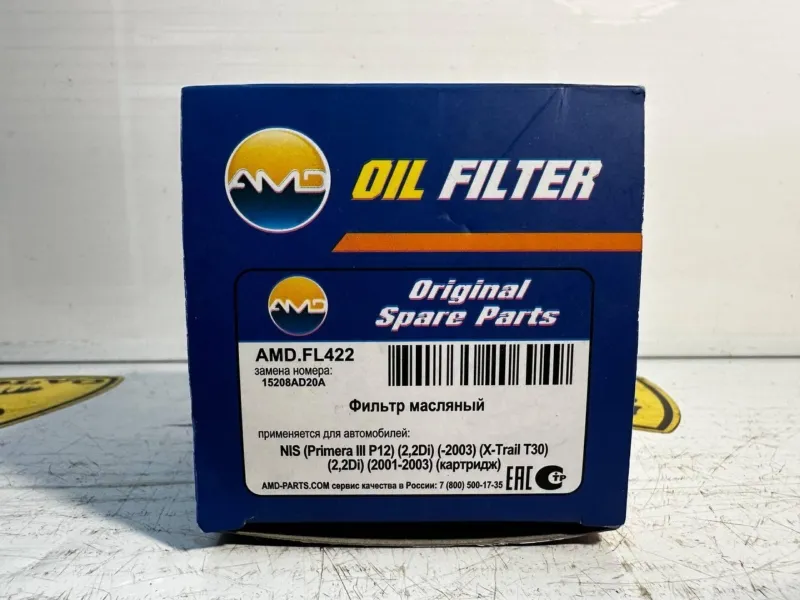 AMD
OIL FILTER
AMD
Original
Spare Parts
AMD.FL422
замена номера:
15208AD20A
Фильтр масляный
применяется для автомобилей:
NIS (Primera III P12) (2,2Di) (-2003) (X-Trail T30)
(2,2Di) (2001-2003) (картридж)
AMD-PARTS.COM сервис качества в России: 7 (800) 500-17-35
EAC
СТР